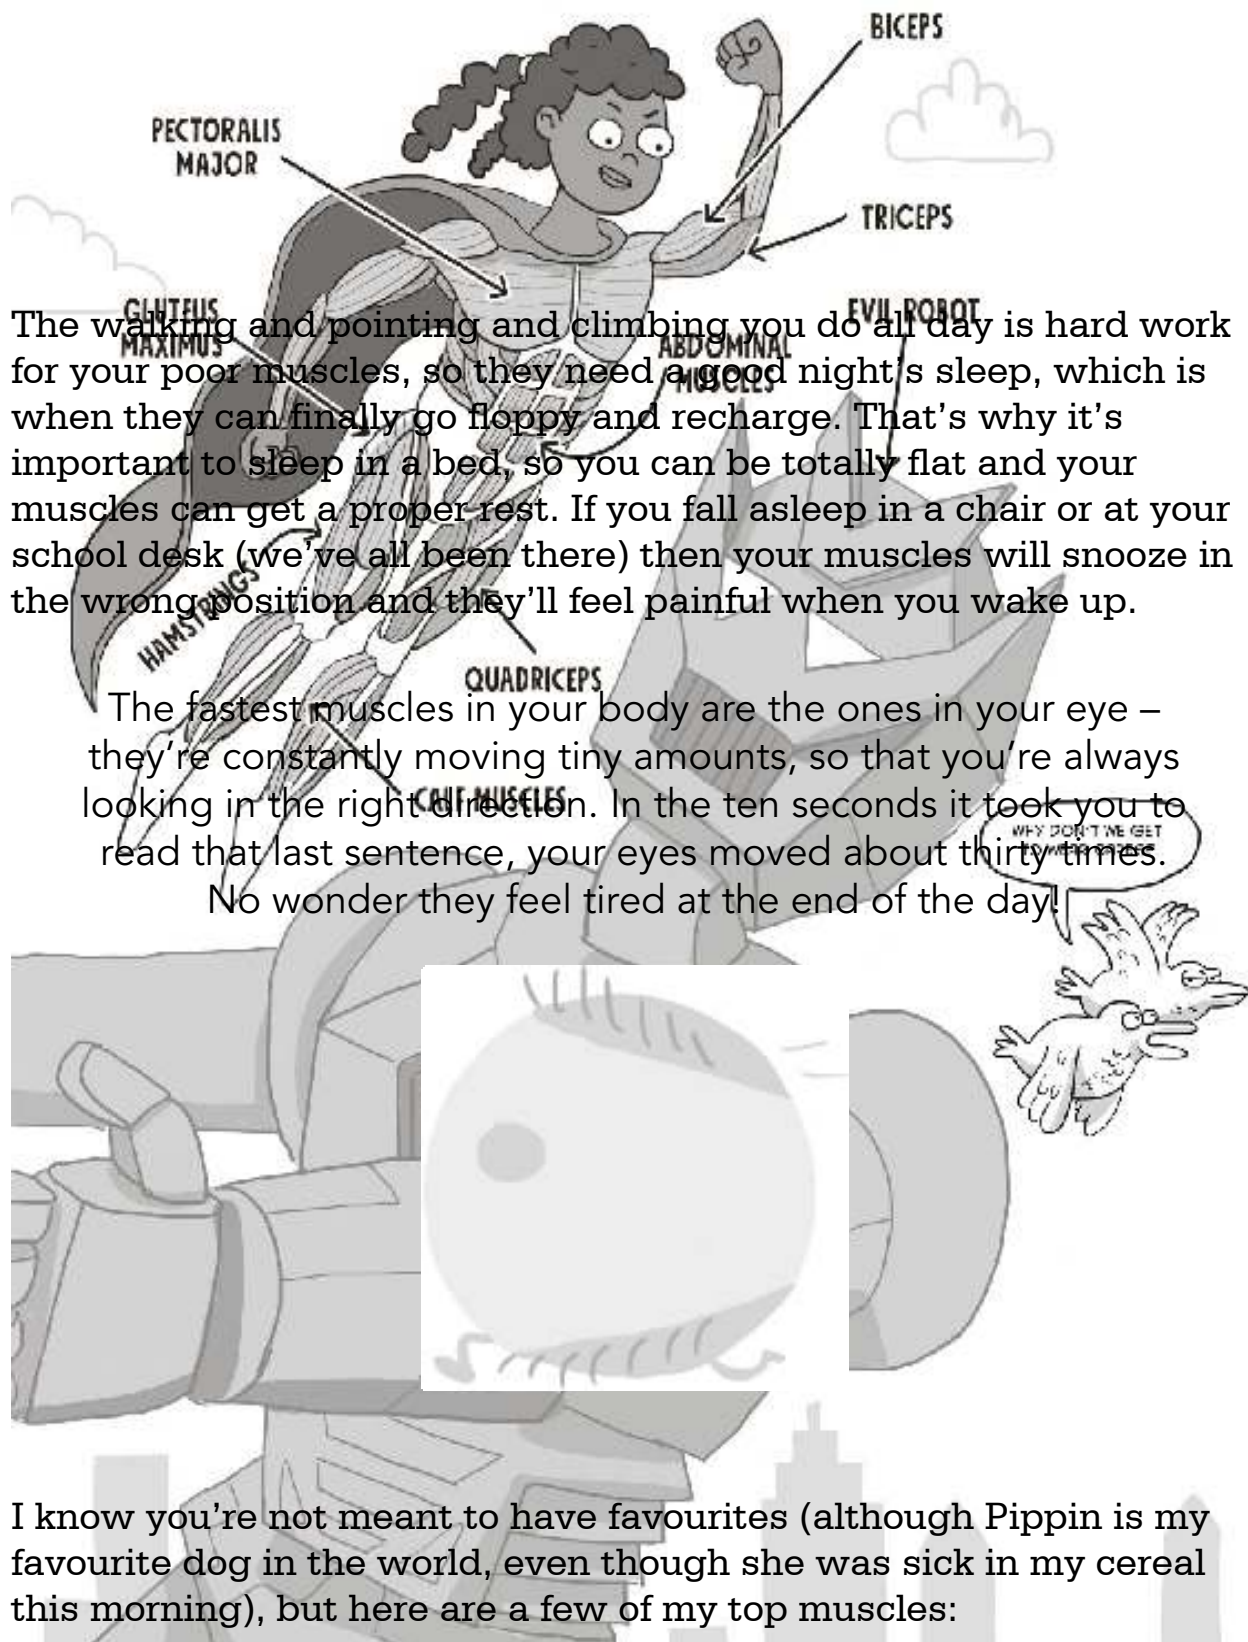 BICEPS
PECTORALIS
MAJOR
TRICEPS
GLUTEUS
MAXIMUS
EVIL ROBOT
ABDOMINAL
MUSCLES
The walking and pointing and climbing you do all day is hard work
for your poor muscles, so they need a good night's sleep, which is
when they can finally go floppy and recharge. That's why it's
important to sleep in a bed, so you can be totally flat and your
muscles can get a proper rest. If you fall asleep in a chair or at your
school desk (we've all been there) then your muscles will snooze in
the wrong position and they'll feel painful when you wake up.
HAMSTRINGS
QUADRICEPS
The fastest muscles in your body are the ones in your eye –
they're constantly moving tiny amounts, so that you're always
looking in the right direction. In the ten seconds it took you to
read that last sentence, your eyes moved about thirty times.
No wonder they feel tired at the end of the day!
CALF MUSCLES
WHY DON'T WE GET
TO WEAR
I know you're not meant to have favourites (although Pippin is my
favourite dog in the world, even though she was sick in my cereal
this morning), but here are a few of my top muscles: